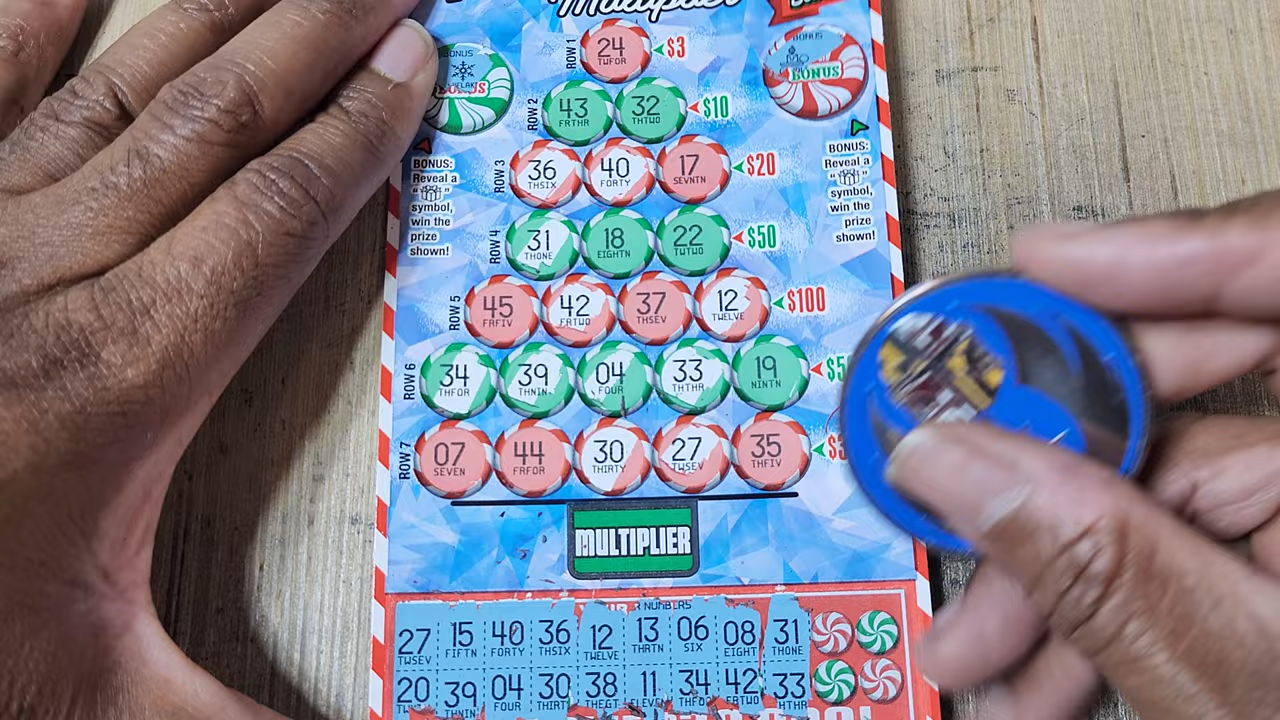 Multiplier
ROW 1 24 TWFOR $3
BONUS
BONUS
BONUS
ROW 2 43 FRTHR 32 THTWO $10
ROW 3 36 THSIX 40 FORTY 17 SEVNTN $20
BONUS:
Reveal a
" "
symbol,
win the
prize
shown!
BONUS:
Reveal a
" "
symbol,
win the
prize
shown!
ROW 4 31 THONE 18 EIGHTN 22 TWTWO $50
ROW 5 45 FRFIV 42 FRTWO 37 THSEV 12 TWELVE $100
ROW 6 34 THFOR 39 THNIN 04 FOUR 33 THTHR 19 NINTN
ROW 7 07 SEVEN 44 FRFOR 30 THIRTY 27 TWSEV 35 THFIV
MULTIPLIER
NUMBERS
27 15 40 36 12 13 06 08 31
TWSEV FIFTN FORTY THSIX TWELVE THRTN SIX EIGHT THONE
20 39 04 30 38 11 34 42 33
THNIN FOUR THIRT THEGT ELEVE THFO FRTWO THTHR